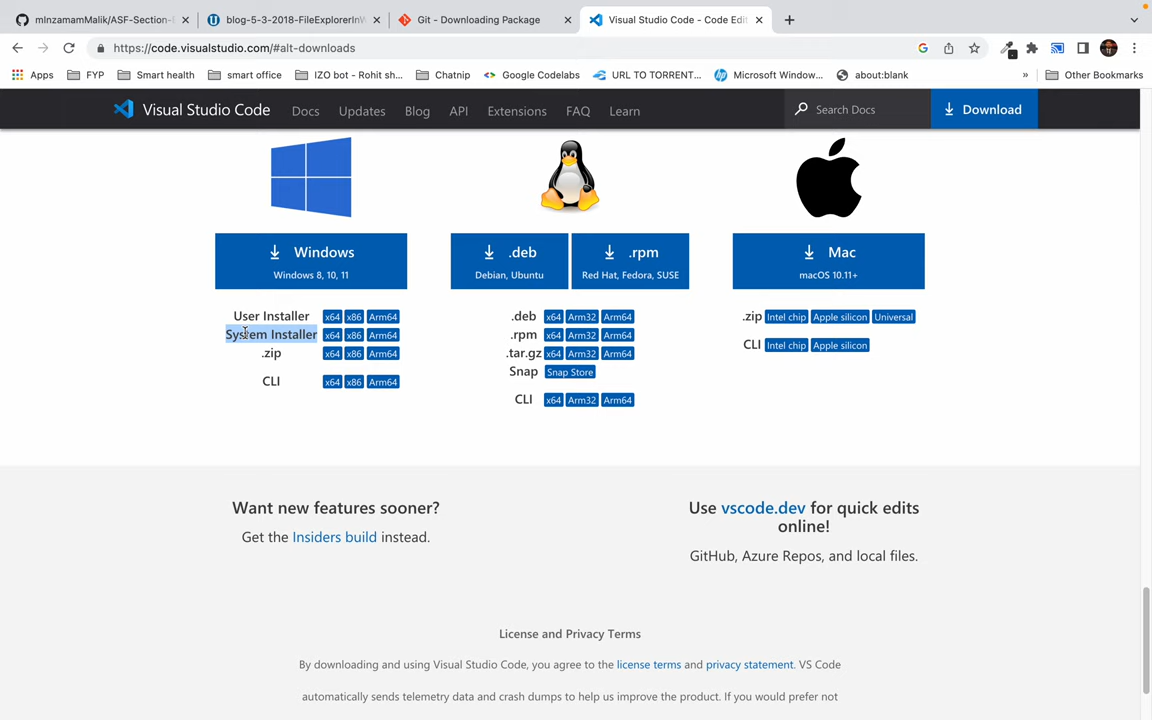 mInzamamMalik/ASF-Section-B
blog-5-3-2018-FileExplorerInW
Git - Downloading Package
Visual Studio Code - Code Edit
https://code.visualstudio.com/#alt-downloads
Apps
FYP
Smart health
smart office
IZO bot - Rohit sh...
Chatnip
Google Codelabs
URL TO TORRENT...
Microsoft Window...
about:blank
»
Other Bookmarks
Visual Studio Code
Docs
Updates
Blog
API
Extensions
FAQ
Learn
Search Docs
Download
Windows
Windows 8, 10, 11
.deb
Debian, Ubuntu
.rpm
Red Hat, Fedora, SUSE
Mac
macOS 10.11+
User Installer x64 x86 Arm64
System Installer x64 x86 Arm64
.zip x64 x86 Arm64
CLI x64 x86 Arm64
.deb x64 Arm32 Arm64
.rpm x64 Arm32 Arm64
.tar.gz x64 Arm32 Arm64
Snap Snap Store
CLI x64 Arm32 Arm64
.zip Intel chip Apple silicon Universal
CLI Intel chip Apple silicon
Want new features sooner?
Get the Insiders build instead.
Use vscode.dev for quick edits
online!
GitHub, Azure Repos, and local files.
License and Privacy Terms
By downloading and using Visual Studio Code, you agree to the license terms and privacy statement. VS Code
automatically sends telemetry data and crash dumps to help us improve the product. If you would prefer not